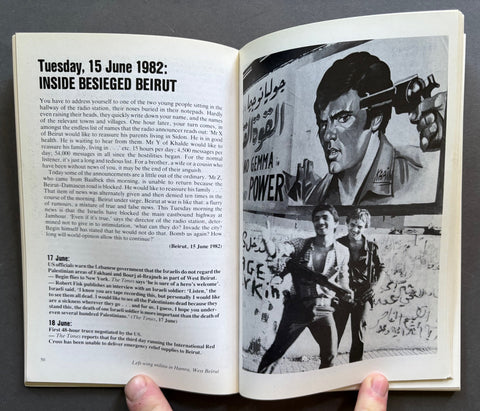 Tuesday, 15 June 1982:
INSIDE BESIEGED BEIRUT
You have to address yourself to one of the two young people sitting in the
hallway of the radio station, their noses buried in their notepads. Hardly
even raising their heads, they quickly write down your name, and the names
of the relevant towns and villages. One hour later, your turn comes, in
amongst the endless list of names that the radio announcer reads out: 'Mr X
of Beirut would like to reassure his parents living in Siden. He is in good
health. He is waiting to hear from them. Mr Y of Khalde would like to
reassure his family, living in . . .' etc. 15 hours per day; 4,500 messages per
day; 54,000 messages in all since the hostilities began. For the normal
listener, it's just a long tedious list. For a brother, a wife or a cousin who
have been without news of you, it may be the end of their anguish.
Today some of the announcements are a little out of the ordinary. 'Mr Z,
who came from Baalbek this morning, is unable to return because the
Beirut-Damascus road is blocked. He would like to reassure his family.'
That item of news was ultimately given and then denied ten times in the
course of the morning. Beirut under siege. Beirut at war is like that: a flurry
of rumours, a mixture of true and false news. This Tuesday morning the
news is that the Israelis have blocked the main eastbound highway at
Jamhour. 'Even if it's true,' says the director of the radio station, deter-
mined not to give in to intimidation, 'what can they do? Invade the city?
Begin himself has stated that he would not do that. Bomb us again? How
long will world opinion allow this to continue?'
(Beirut, 15 June 1982)
17 June:
US officials warn the Lebanese government that the Israelis do not regard the
Palestinian areas of Fakhani and Bourj al-Brajneh as part of West Beirut.
— Begin flies to New York. The Times says 'he is sure of a hero's welcome'.
— Robert Fisk publishes an interview with an Israeli soldier: "Listen," the
Israeli said. "I know you are tape recording this, but personally I would like
to see them all dead. I would like to see all the Palestinians dead because they
are a sickness wherever they go . . . and for us, I guess, I hope you under-
stand this, the death of one Israeli soldier is more important than the death of
even several hundred Palestinians." (The Times, 17 June)
18 June:
First 48-hour truce negotiated by the US.
— The Times reports that for the third day running the International Red
Cross has been unable to deliver emergency relief supplies to Beirut.
50
Left-wing militia in Hamra, West Beirut
جوليانو جيما
القوة
NO GEMMA
POWER